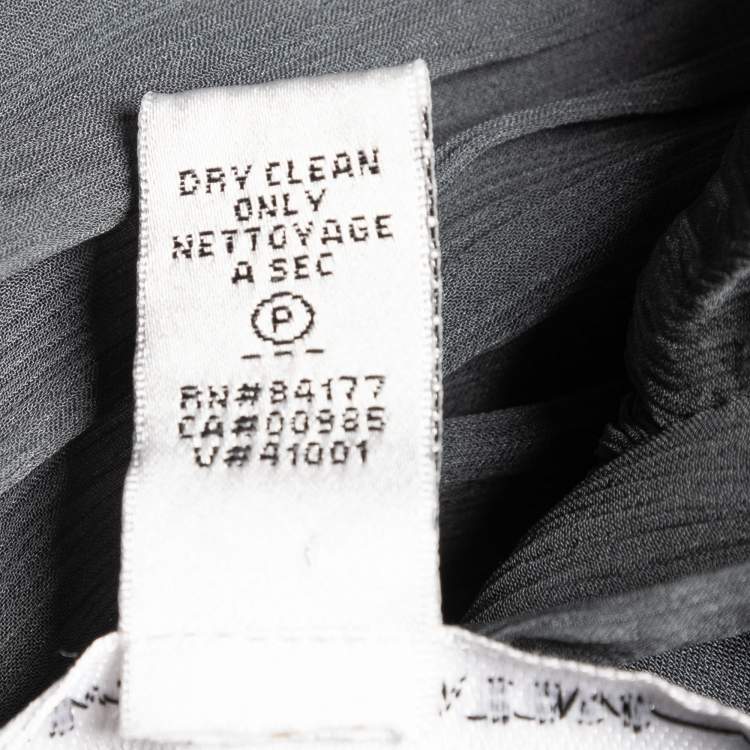 DRY CLEAN
ONLY
NETTOYAGE
A SEC
P
RN#84177
CA#00985
V#41001